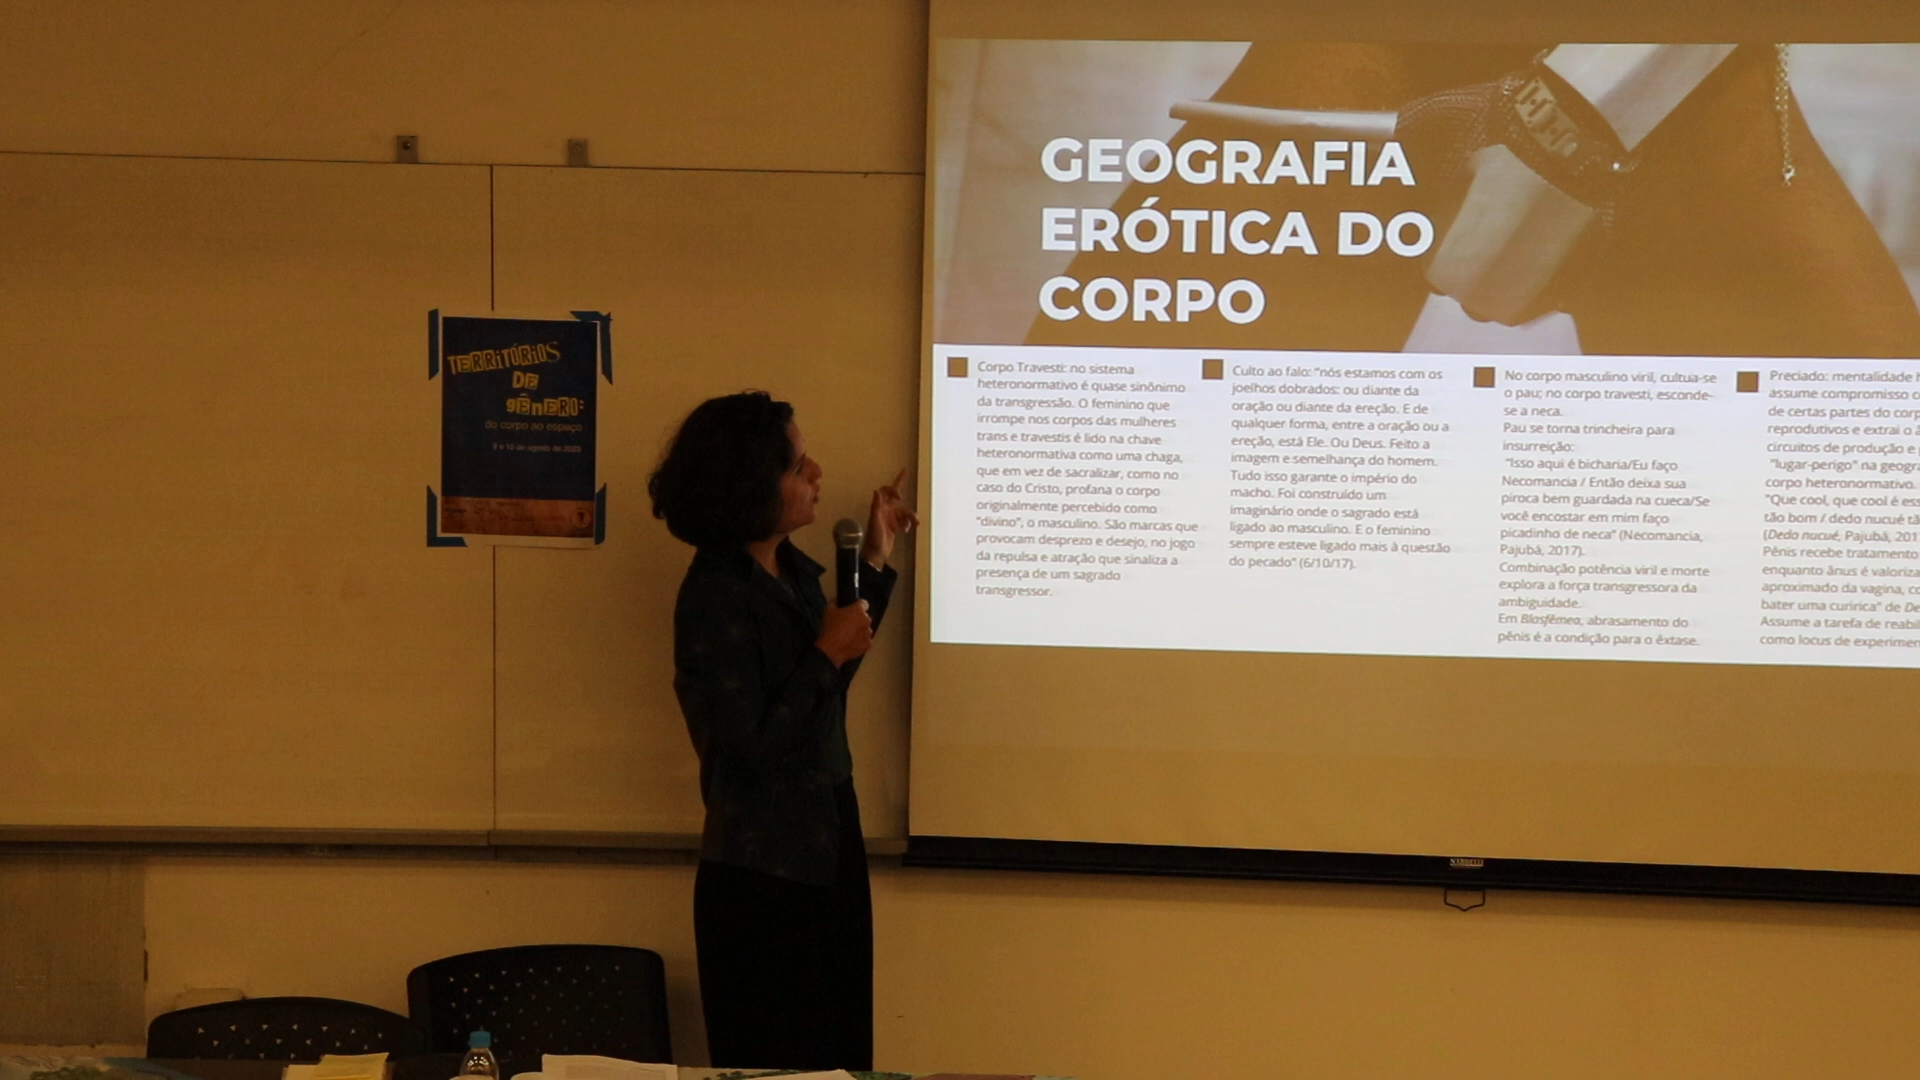 TERRITÓRIOS
DE
gÊNERO:
do corpo ao espaço
9 e 10 de agosto de 2023
GEOGRAFIA
ERÓTICA DO
CORPO
Corpo Travesti: no sistema
heteronormativo é quase sinônimo
da transgressão. O feminino que
irrompe nos corpos das mulheres
trans e travestis é lido na chave
heteronormativa como uma chaga,
que em vez de sacralizar, como no
caso do Cristo, profana o corpo
originalmente percebido como
"divino", o masculino. São marcas que
provocam desprezo e desejo, no jogo
da repulsa e atração que sinaliza a
presença de um sagrado
transgressor.
Culto ao falo: "nós estamos com os
joelhos dobrados: ou diante da
oração ou diante da ereção. E de
qualquer forma, entre a oração ou a
ereção, está Ele. Ou Deus. Feito a
imagem e semelhança do homem.
Tudo isso garante o império do
macho. Foi construído um
imaginário onde o sagrado está
ligado ao masculino. E o feminino
sempre esteve ligado mais à questão
do pecado" (6/10/17).
No corpo masculino viril, cultua-se
o pau; no corpo travesti, esconde-
se a neca.
Pau se torna trincheira para
insurreição:
"Isso aqui é bicharia/Eu faço
Necomancia / Então deixa sua
piroca bem guardada na cueca/Se
você encostar em mim faço
picadinho de neca" (Necomancia,
Pajubá, 2017).
Combinação potência viril e morte
explora a força transgressora da
ambiguidade.
Em Blasfêmea, abrasamento do
pênis é a condição para o êxtase.
Preciado: mentalidade
assume compromisso
de certas partes do corp
reprodutivos e extrai o
circuitos de produção e
"lugar-perigo" na geogra
corpo heteronormativo.
"Que cool, que cool é es
tão bom / dedo nucué tã
(Dedo nucué, Pajubá, 201
Pênis recebe tratamento
enquanto ânus é valoriza
aproximado da vagina, co
bater uma curirica" de De
Assume a tarefa de reabil
como locus de experimen